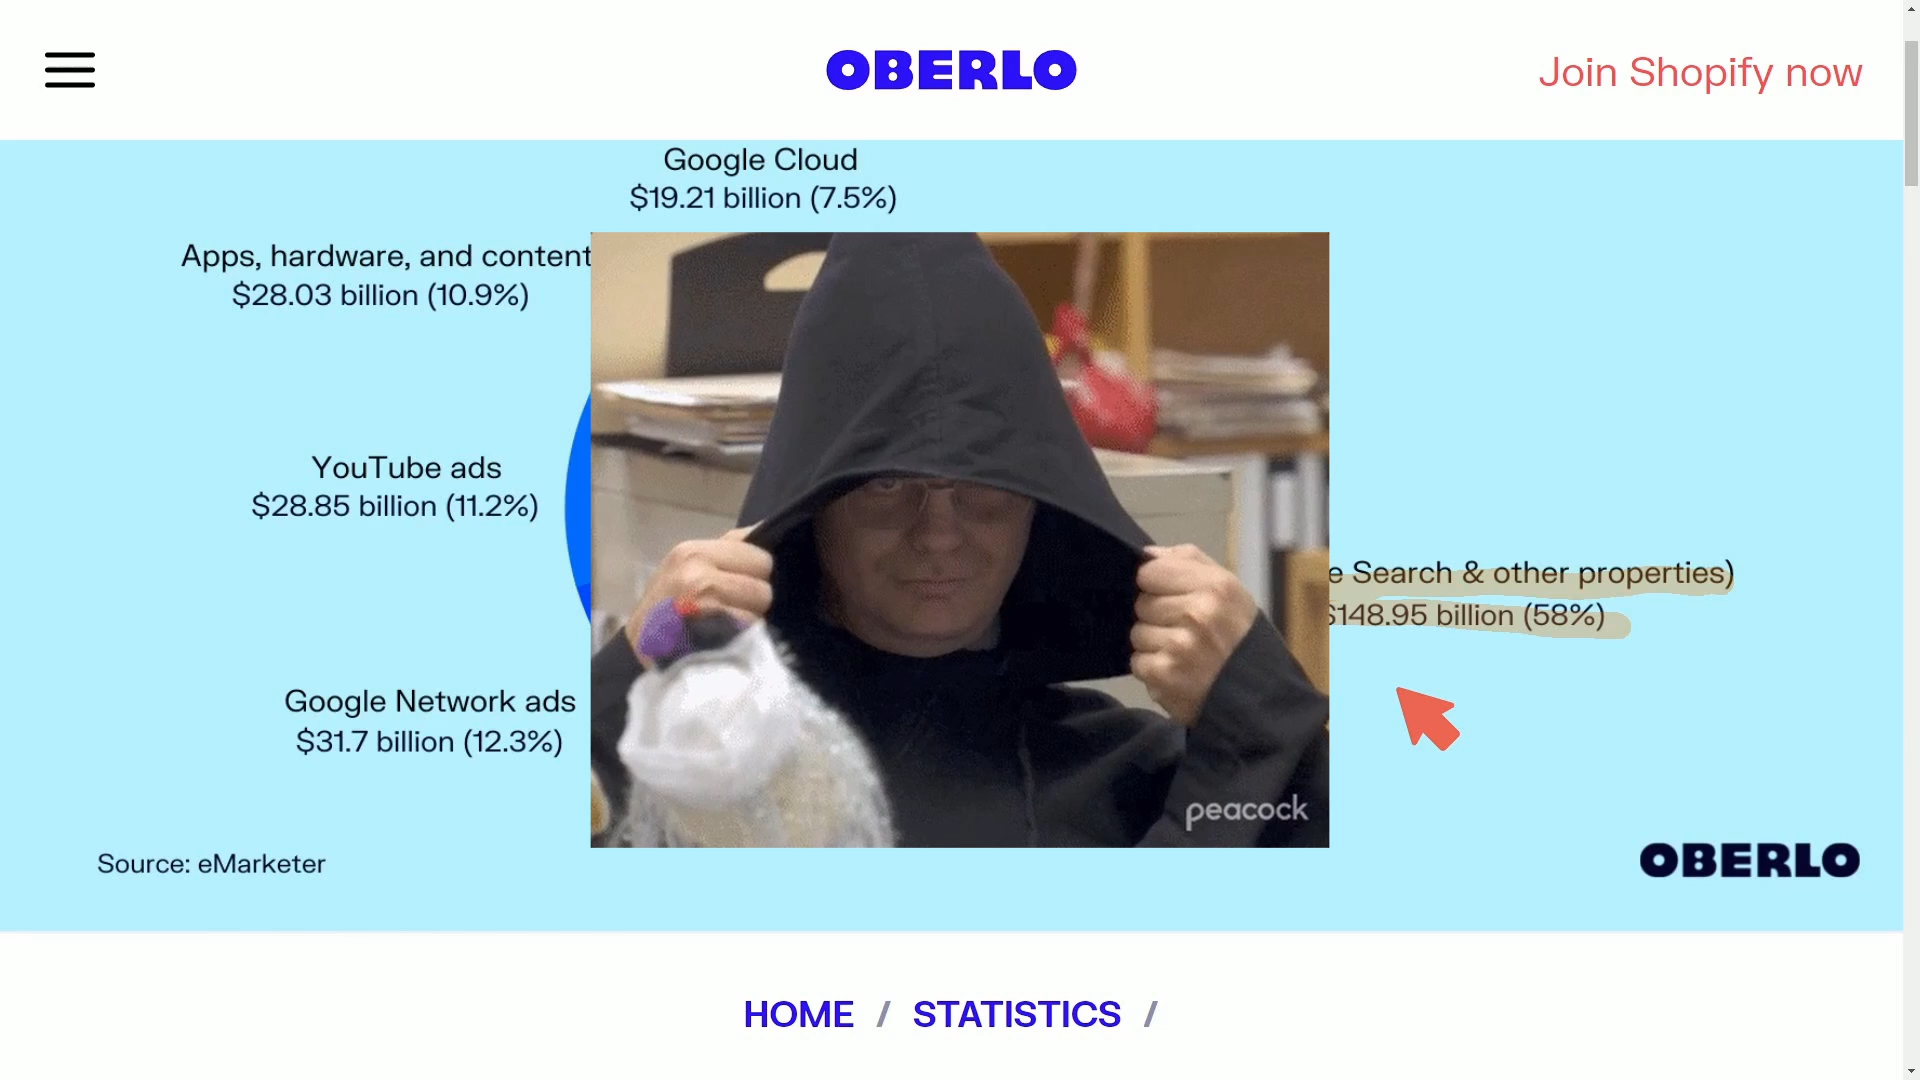 OBERLO
Join Shopify now
Google Cloud
$19.21 billion (7.5%)
Apps, hardware, and content
$28.03 billion (10.9%)
YouTube ads
$28.85 billion (11.2%)
e Search & other properties)
$148.95 billion (58%)
Google Network ads
$31.7 billion (12.3%)
peacock
Source: eMarketer
OBERLO
HOME / STATISTICS /